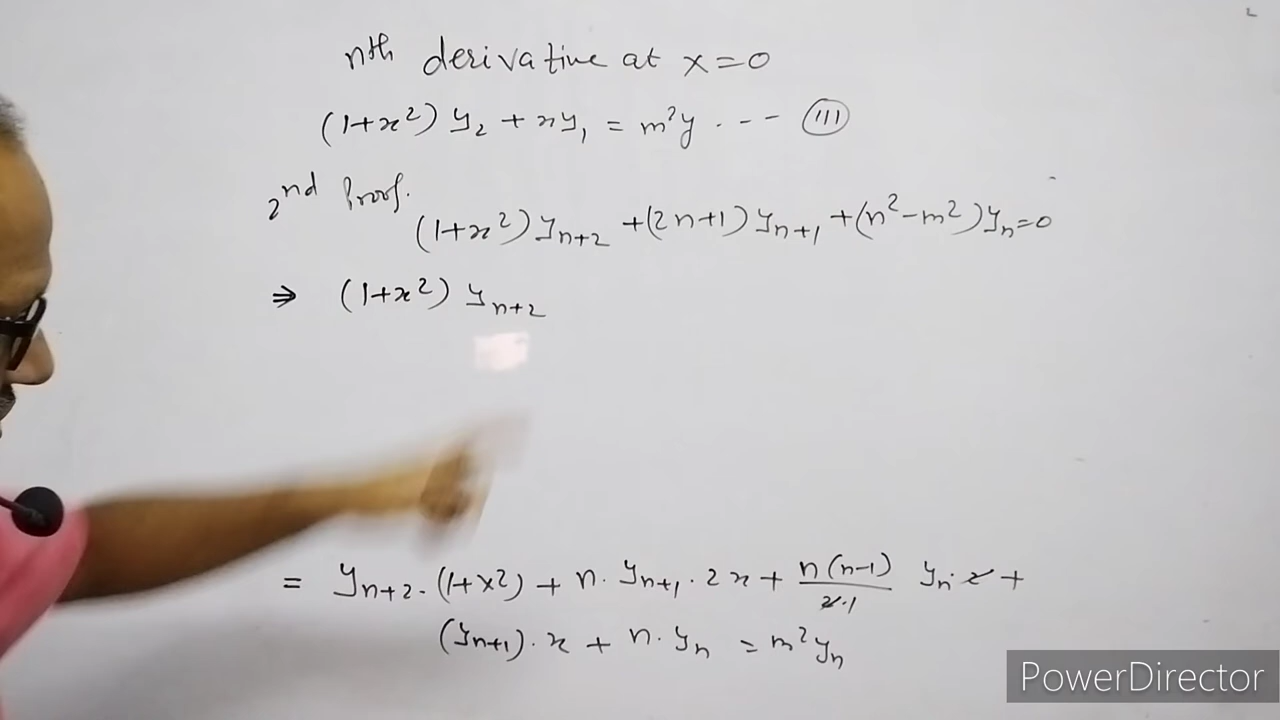 nth derivative at x=0
(1+x²) y₂ + xy₁ = m²y --- (III)
2nd Proof.
(1+x²)yₙ₊₂ +(2n+1)yₙ₊₁ +(n²-m²)yₙ=0
⇒ (1+x²) yₙ₊₂
= yₙ₊₂.(1+x²) + n.yₙ₊₁.2x + n(n-1)/2.1 yₙ.2 +
(yₙ₊₁).x + n.yₙ = m²yₙ
PowerDirector